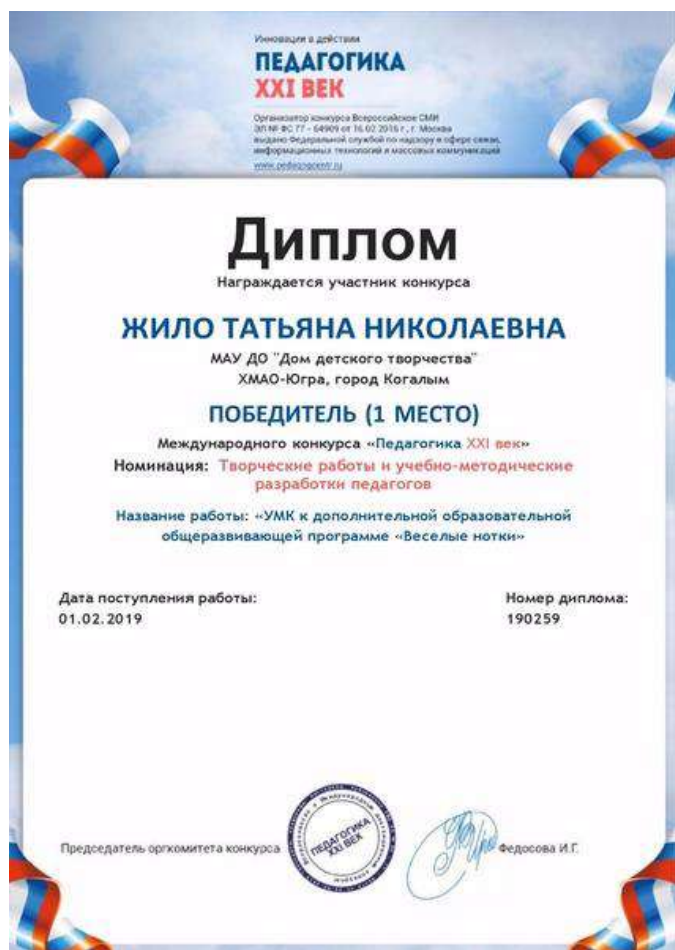 Инновации в действии
ПЕДАГОГИКА
XXI ВЕК
Организатор конкурса Всероссийское СМИ
ЭЛ № ФС 77 - 64909 от 16.02.2016 г., г. Москва
выдано Федеральной службой по надзору в сфере связи,
информационных технологий и массовых коммуникаций
www.pedagogcentr.ru
Диплом
Награждается участник конкурса
ЖИЛО ТАТЬЯНА НИКОЛАЕВНА
МАУ ДО "Дом детского творчества"
ХМАО-Югра, город Когалым
ПОБЕДИТЕЛЬ (1 МЕСТО)
Международного конкурса «Педагогика XXI век»
Номинация: Творческие работы и учебно-методические
разработки педагогов
Название работы: «УМК к дополнительной образовательной
общеразвивающей программе «Веселые нотки»
Дата поступления работы:
01.02.2019
Номер диплома:
190259
Председатель оргкомитета конкурса
ПЕДАГОГИКА
XXI ВЕК
Федосова И.Г.